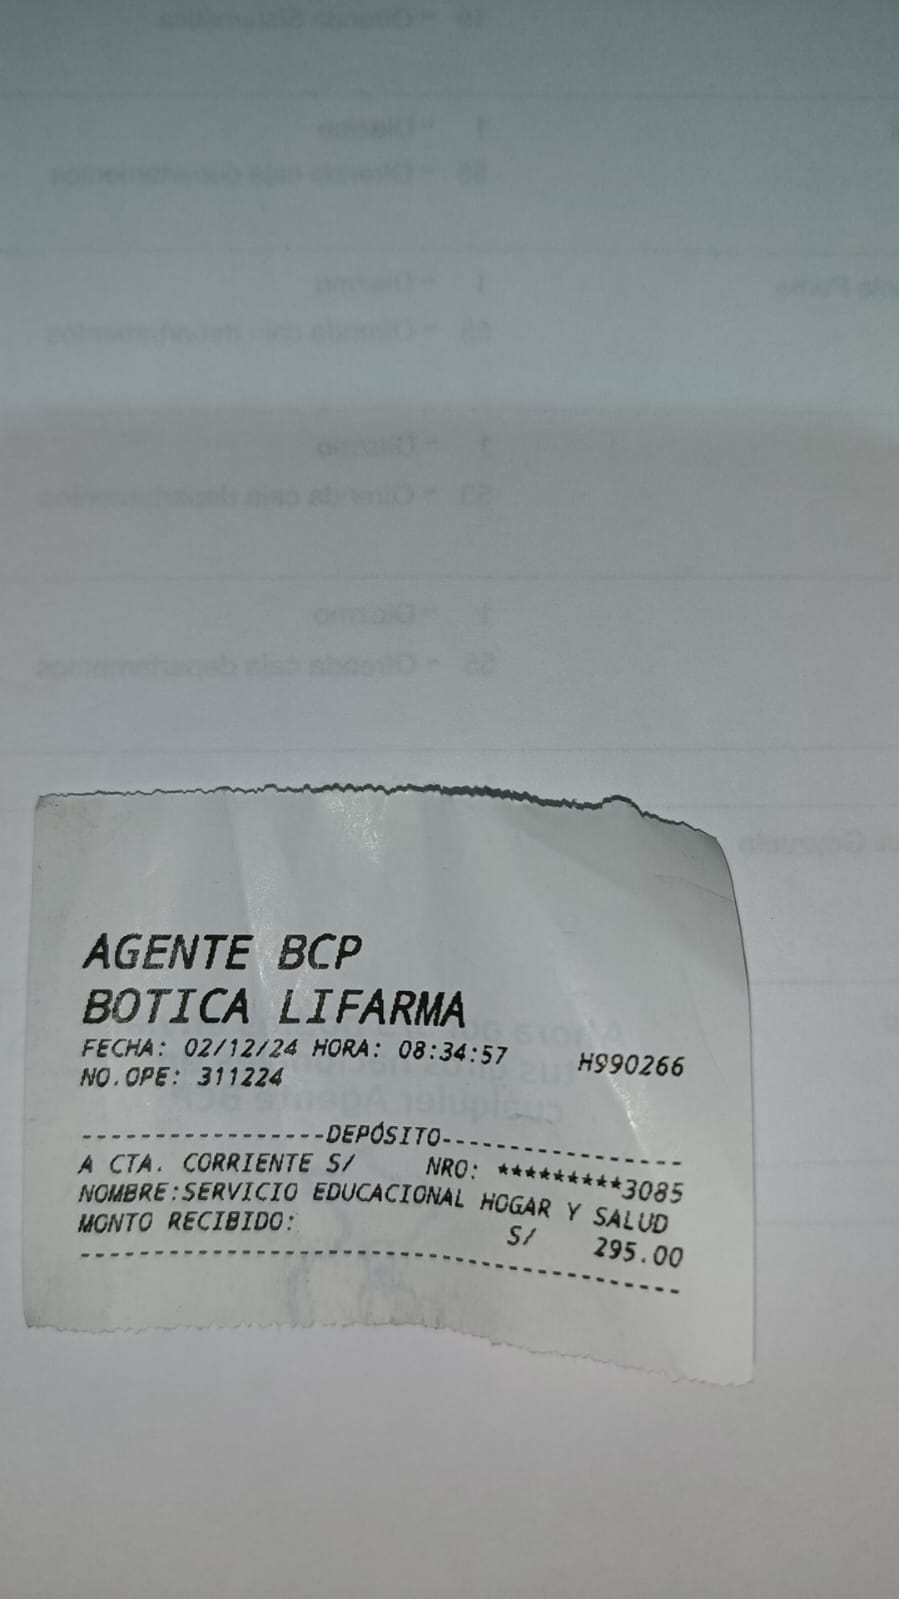 AGENTE BCP
BOTICA LIFARMA
FECHA: 02/12/24 HORA: 08:34:57 H990266
NO.OPE: 311224
------------------DEPÓSITO------------------
A CTA. CORRIENTE S/ NRO: **********3085
NOMBRE:SERVICIO EDUCACIONAL HOGAR Y SALUD
MONTO RECIBIDO: S/ 295.00